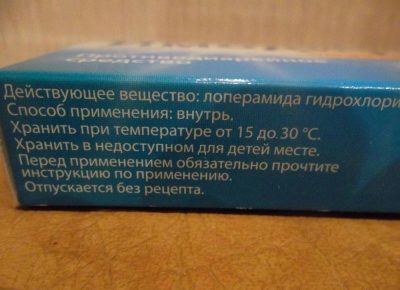 средство
Действующее вещество: лоперамида гидрохлори
Способ применения: внутрь.
Хранить при температуре от 15 до 30 °C.
Хранить в недоступном для детей месте.
Перед применением обязательно прочтите
инструкцию по применению.
Отпускается без рецепта.